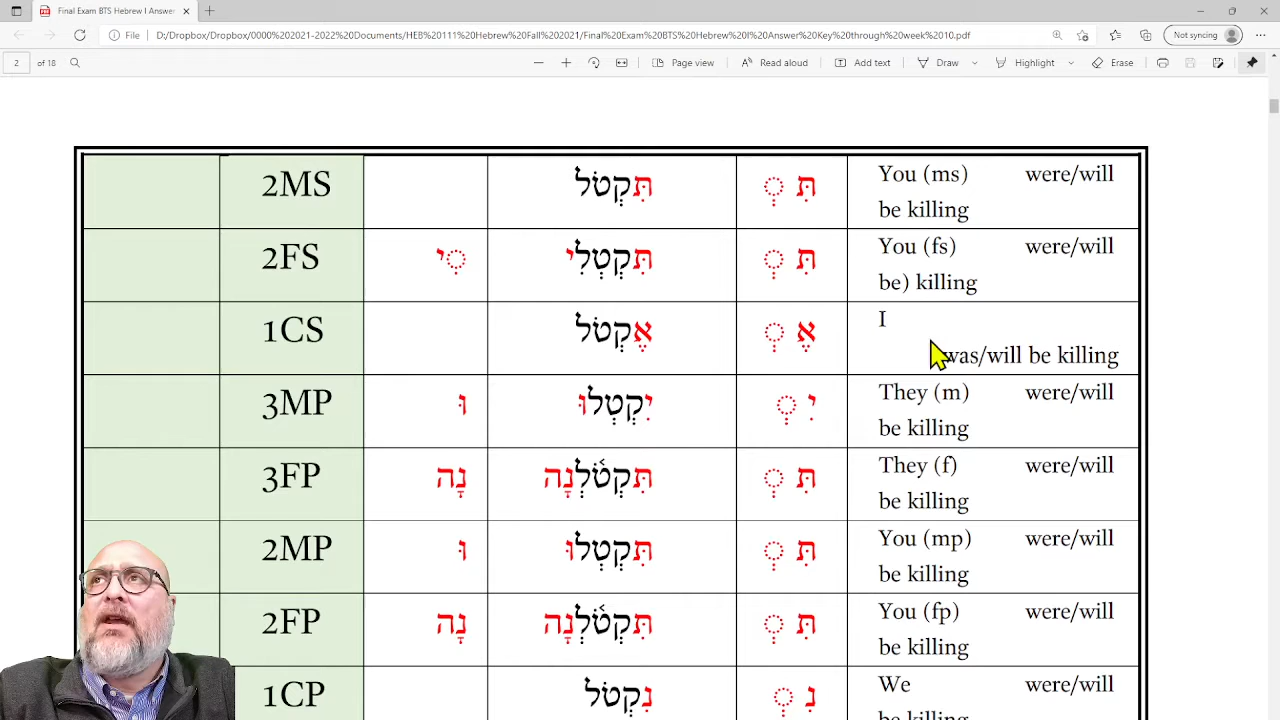 Final Exam BTS Hebrew I Answer
File D:/Dropbox/Dropbox/0000%202021-2022%20Documents/HEB%20111%20Hebrew%20Fall%202021/Final%20Exam%20BTS%20Hebrew%20I%20Answer%20Key%20through%20week%2010.pdf Not syncing
2 of 18 Page view Read aloud Add text Draw Highlight Erase
2MS תִּקְטֹל תִּ ְ You (ms) were/will
be killing
2FS ִי תִּקְטְלִי תִּ ְ You (fs) were/will
be) killing
1CS אֶקְטֹל אֶ ְ I
was/will be killing
3MP וּ יִקְטְלוּ יִ ְ They (m) were/will
be killing
3FP נָה תִּקְטֹ֫לְנָה תִּ ְ They (f) were/will
be killing
2MP וּ תִּקְטְלוּ תִּ ְ You (mp) were/will
be killing
2FP נָה תִּקְטֹ֫לְנָה תִּ ְ You (fp) were/will
be killing
1CP נִקְטֹל נִ ְ We were/will
be killing